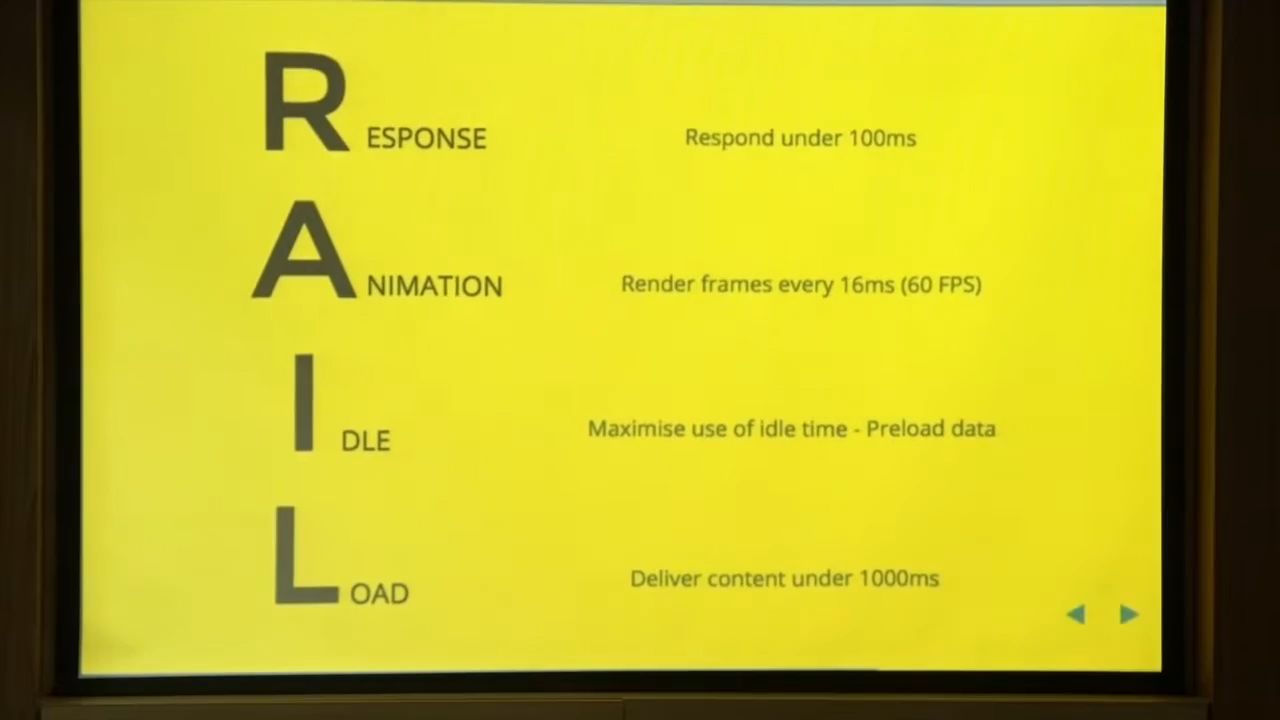 RESPONSE Respond under 100ms
ANIMATION Render frames every 16ms (60 FPS)
IDLE Maximise use of idle time - Preload data
LOAD Deliver content under 1000ms